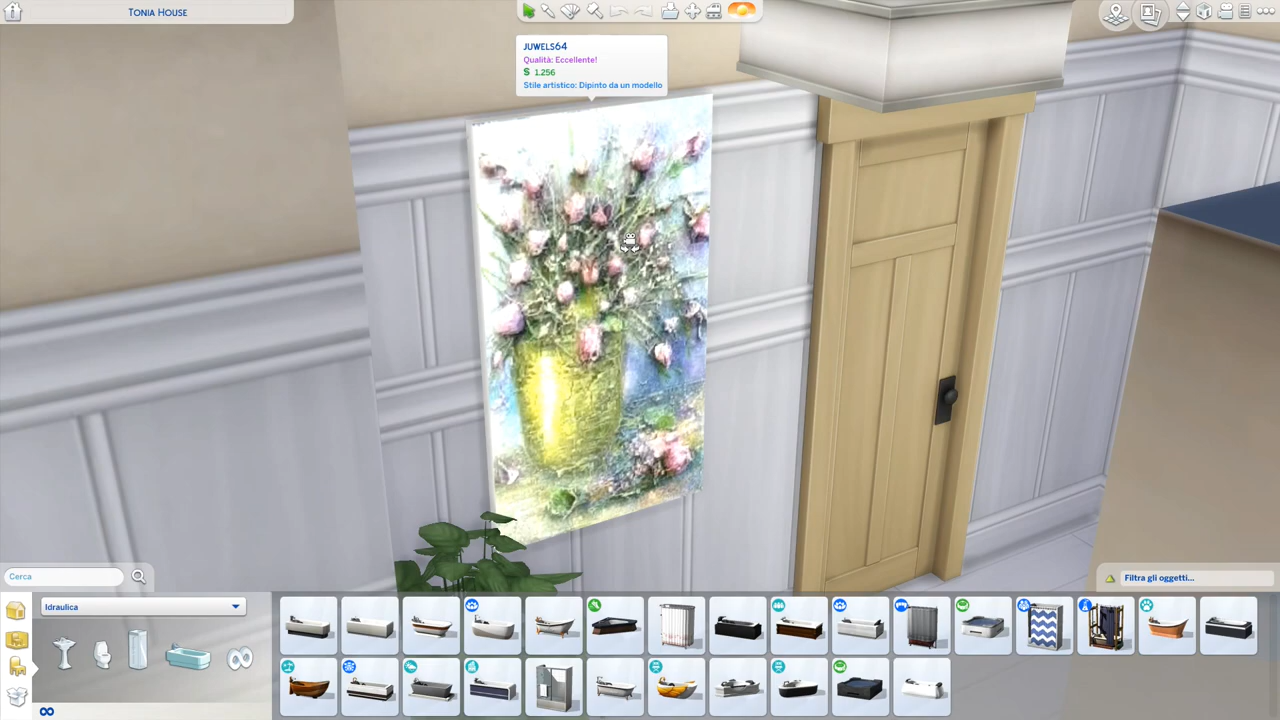 Tonia House
JUWELS64
Qualità: Eccellente!
$ 1.256
Stile artistico: Dipinto da un modello
Cerca
Filtra gli oggetti...
Idraulica